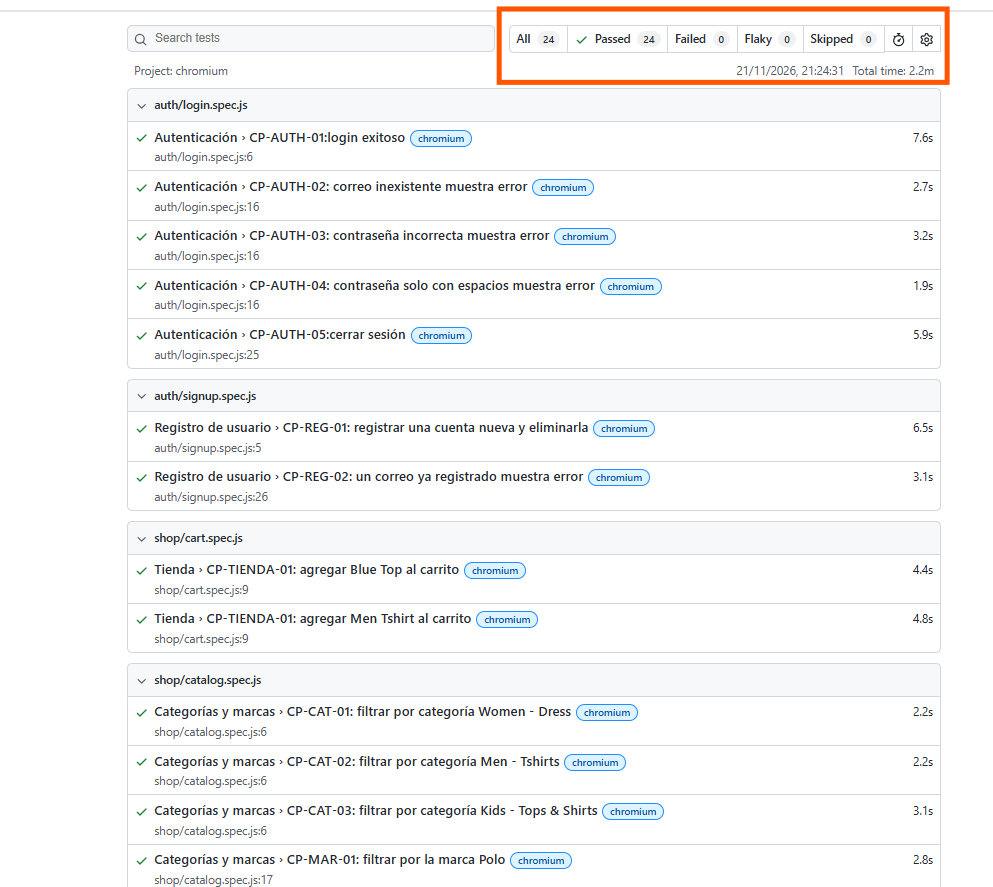 Search tests
All 24 Passed 24 Failed 0 Flaky 0 Skipped 0
Project: chromium
21/11/2026, 21:24:31 Total time: 2.2m
auth/login.spec.js
Autenticación › CP-AUTH-01:login exitoso chromium 7.6s
auth/login.spec.js:6
Autenticación › CP-AUTH-02: correo inexistente muestra error chromium 2.7s
auth/login.spec.js:16
Autenticación › CP-AUTH-03: contraseña incorrecta muestra error chromium 3.2s
auth/login.spec.js:16
Autenticación › CP-AUTH-04: contraseña solo con espacios muestra error chromium 1.9s
auth/login.spec.js:16
Autenticación › CP-AUTH-05:cerrar sesión chromium 5.9s
auth/login.spec.js:25
auth/signup.spec.js
Registro de usuario › CP-REG-01: registrar una cuenta nueva y eliminarla chromium 6.5s
auth/signup.spec.js:5
Registro de usuario › CP-REG-02: un correo ya registrado muestra error chromium 3.1s
auth/signup.spec.js:26
shop/cart.spec.js
Tienda › CP-TIENDA-01: agregar Blue Top al carrito chromium 4.4s
shop/cart.spec.js:9
Tienda › CP-TIENDA-01: agregar Men Tshirt al carrito chromium 4.8s
shop/cart.spec.js:9
shop/catalog.spec.js
Categorías y marcas › CP-CAT-01: filtrar por categoría Women - Dress chromium 2.2s
shop/catalog.spec.js:6
Categorías y marcas › CP-CAT-02: filtrar por categoría Men - Tshirts chromium 2.2s
shop/catalog.spec.js:6
Categorías y marcas › CP-CAT-03: filtrar por categoría Kids - Tops & Shirts chromium 3.1s
shop/catalog.spec.js:6
Categorías y marcas › CP-MAR-01: filtrar por la marca Polo chromium 2.8s
shop/catalog.spec.js:17